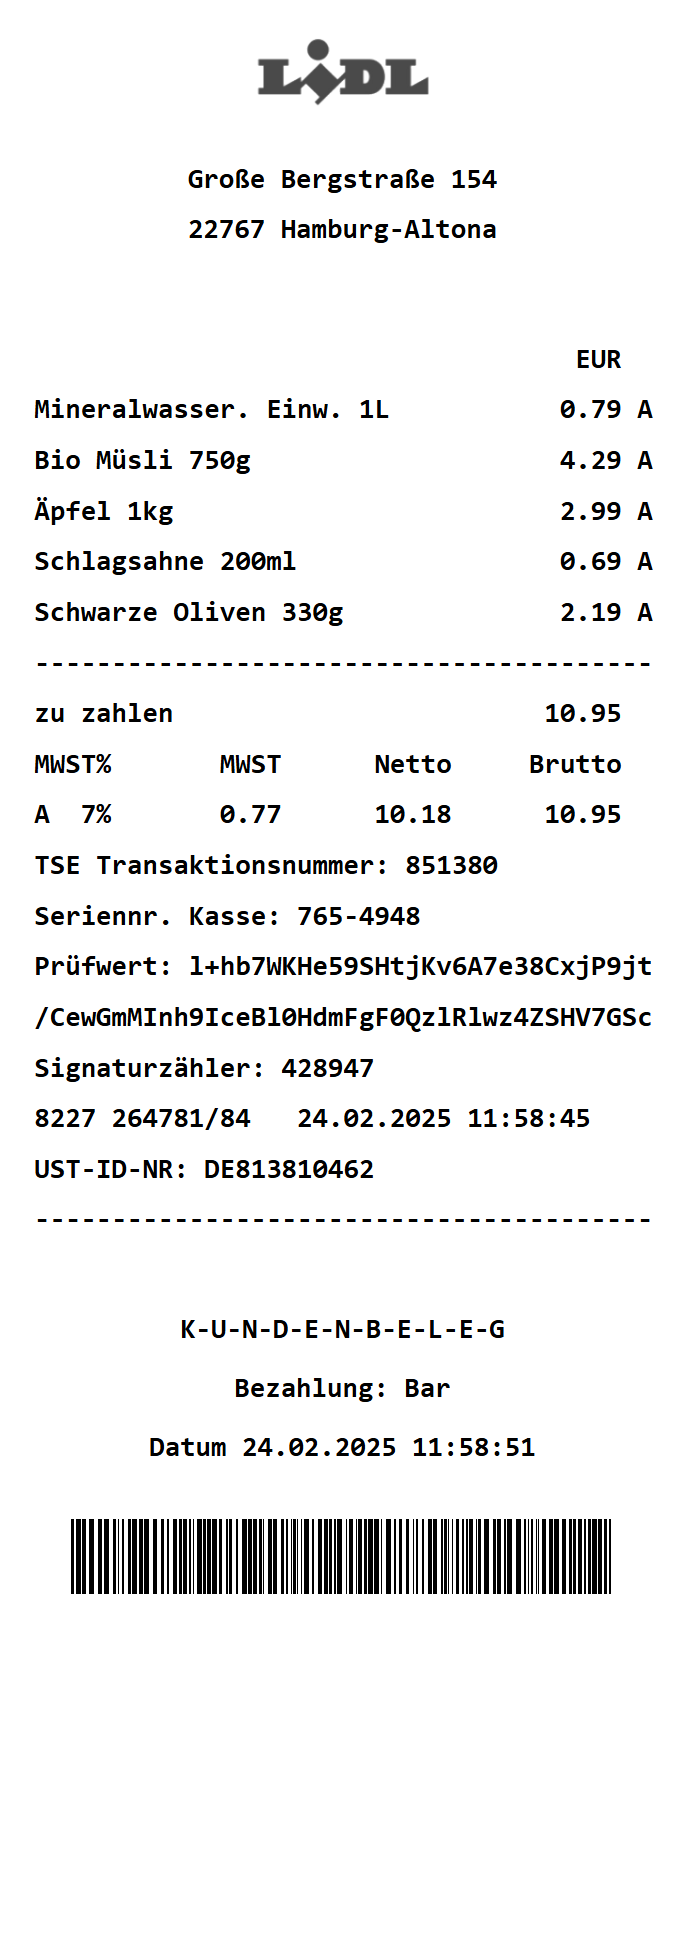 LIDL
Große Bergstraße 154
22767 Hamburg-Altona
EUR
Mineralwasser. Einw. 1L 0.79 A
Bio Müsli 750g 4.29 A
Äpfel 1kg 2.99 A
Schlagsahne 200ml 0.69 A
Schwarze Oliven 330g 2.19 A
----------------------------------------
zu zahlen 10.95
MWST% MWST Netto Brutto
A 7% 0.77 10.18 10.95
TSE Transaktionsnummer: 851380
Seriennr. Kasse: 765-4948
Prüfwert: l+hb7WKHe59SHtjKv6A7e38CxjP9jt
/CewGmMInh9IceBl0HdmFgF0QzlRlwz4ZSHV7GSc
Signaturzähler: 428947
8227 264781/84 24.02.2025 11:58:45
UST-ID-NR: DE813810462
----------------------------------------
K-U-N-D-E-N-B-E-L-E-G
Bezahlung: Bar
Datum 24.02.2025 11:58:51